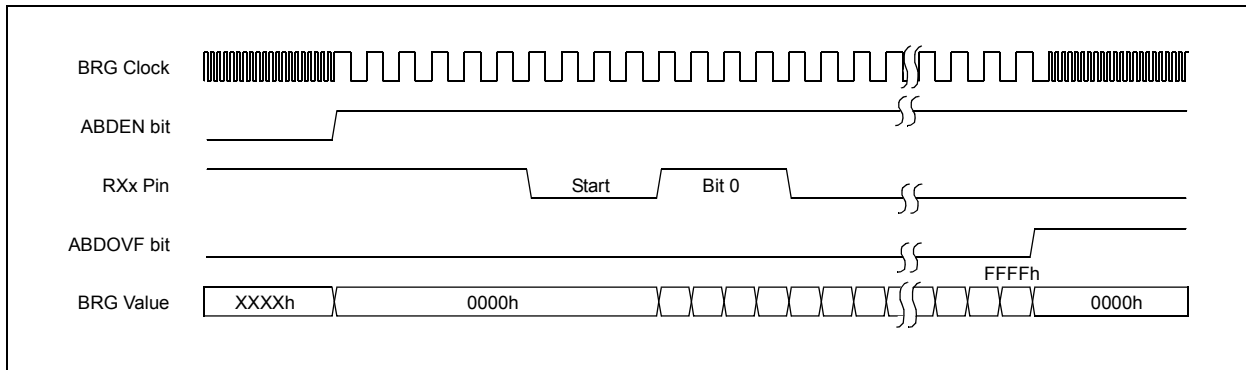 BRG Clock
ABDEN bit
RXx Pin
Start
Bit 0
ABDOVF bit
FFFFh
BRG Value
XXXXh
0000h
0000h